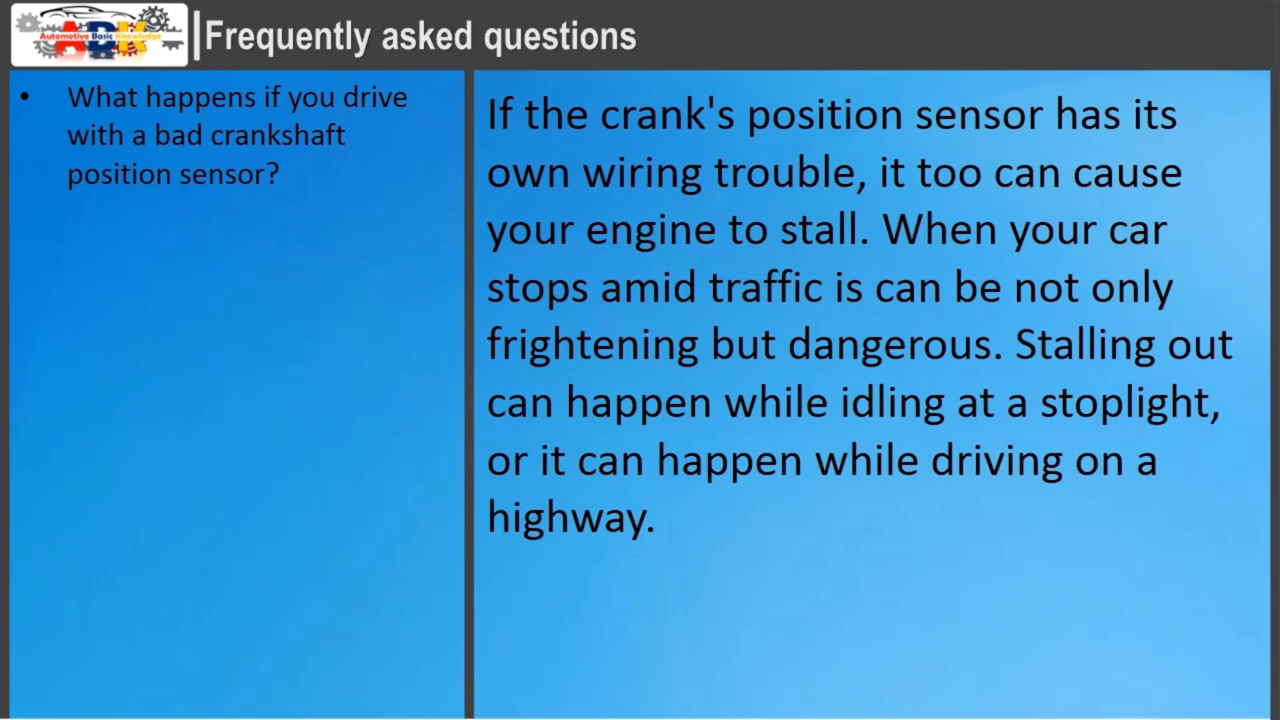 Automotive Basic Knowledge
ABK
Frequently asked questions
• What happens if you drive
with a bad crankshaft
position sensor?
If the crank's position sensor has its
own wiring trouble, it too can cause
your engine to stall. When your car
stops amid traffic is can be not only
frightening but dangerous. Stalling out
can happen while idling at a stoplight,
or it can happen while driving on a
highway.